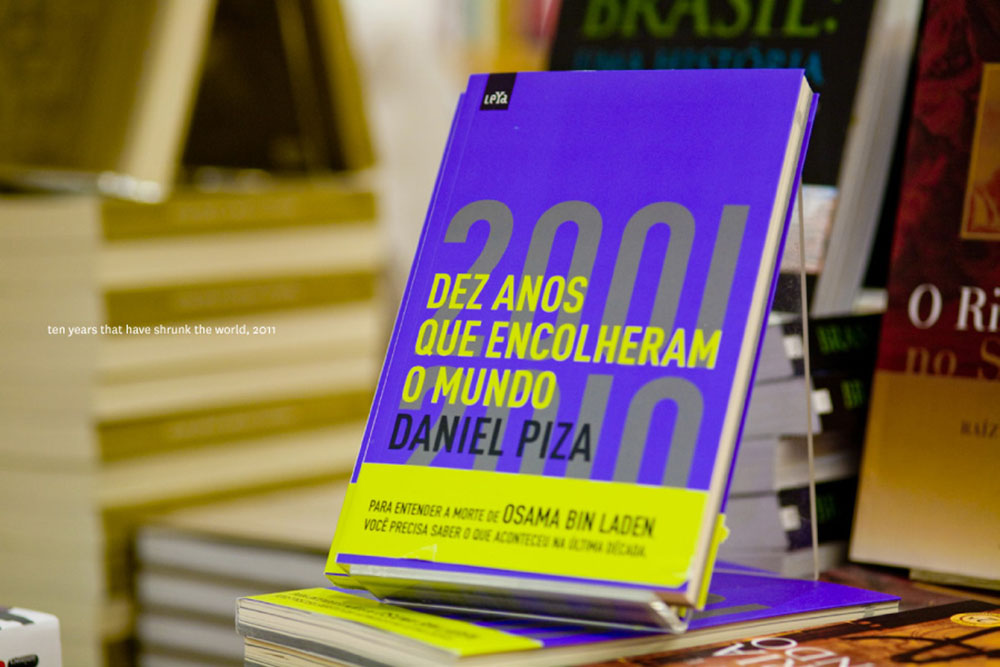 BRASIL:
UMA HISTÓRIA
LeYa
2001
DEZ ANOS
QUE ENCOLHERAM
O MUNDO
2010
DANIEL PIZA
PARA ENTENDER A MORTE DE OSAMA BIN LADEN,
VOCÊ PRECISA SABER O QUE ACONTECEU NA ÚLTIMA DÉCADA.
ten years that have shrunk the world, 2011
O Ri
no S
RAÍZ